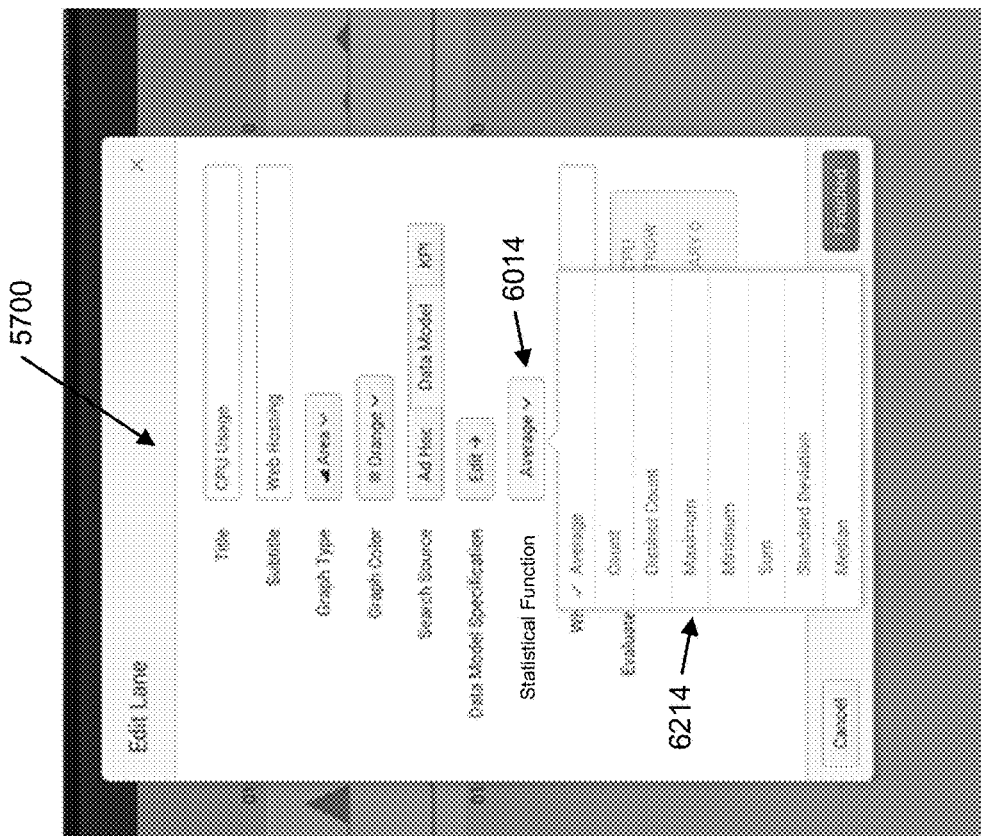 5700
Edit Lane
×
Title
CPU Usage
Subtitle
Web Hosting
Graph Type
Area
Graph Color
Orange
Search Source
Ad Hoc
Data Model
KPI
Data Model Specification
Edit →
Statistical Function
Average
6014
✓ Average
Count
Distinct Count
Maximum
Minimum
Sum
Standard Deviation
Median
6214
Evaluate
Cancel